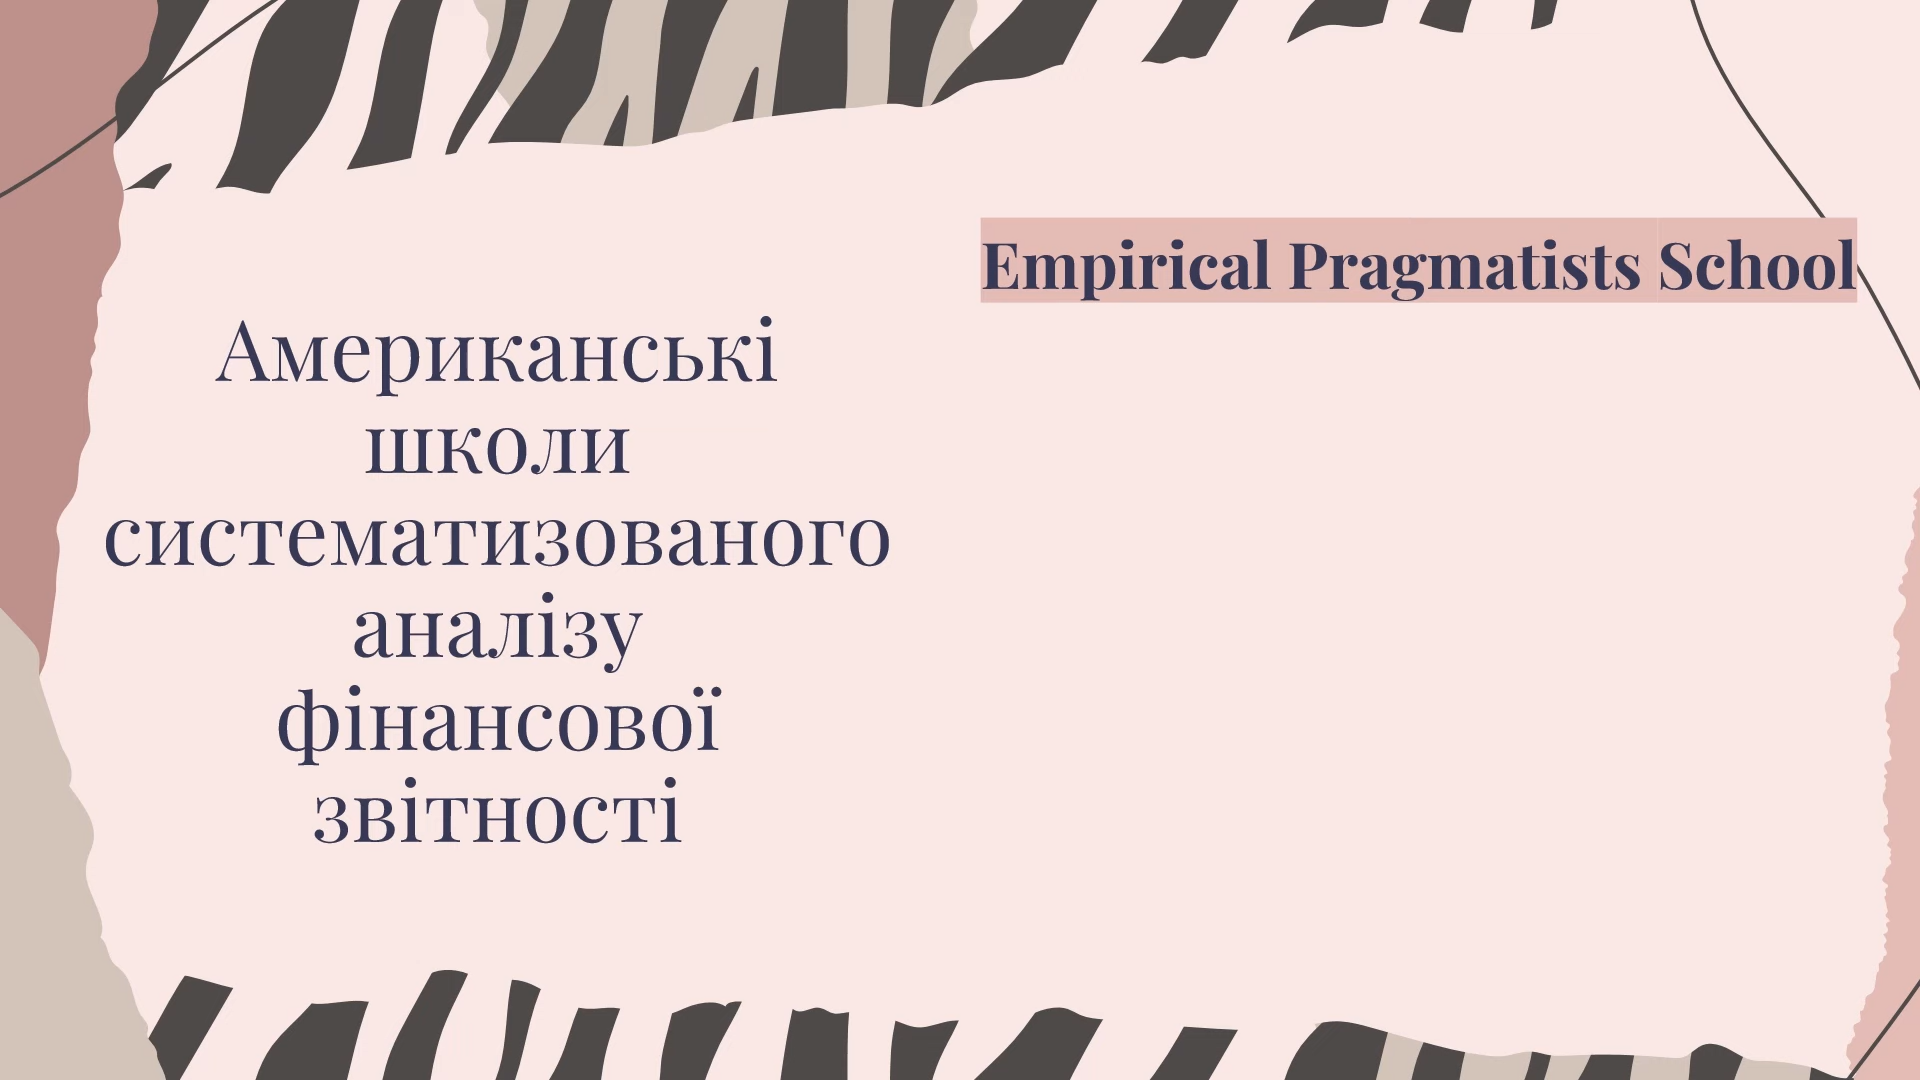 Empirical Pragmatists School
Американські
школи
систематизованого
аналізу
фінансової
звітності